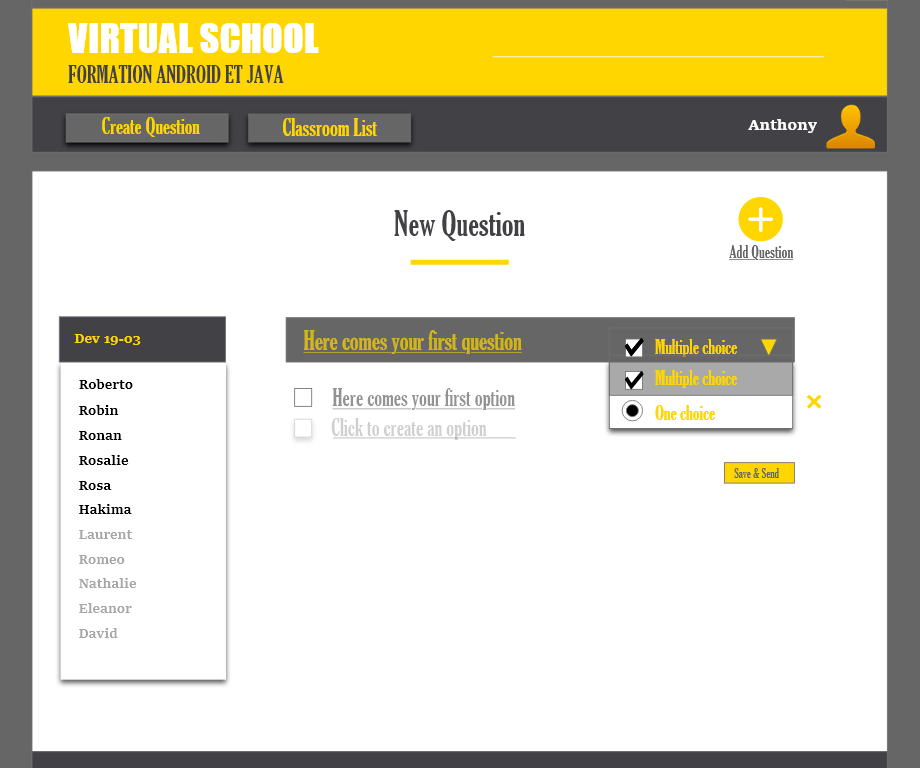 VIRTUAL SCHOOL
FORMATION ANDROID ET JAVA
Create Question
Classroom List
Anthony
New Question
Add Question
Dev 19-03
Roberto
Robin
Ronan
Rosalie
Rosa
Hakima
Laurent
Romeo
Nathalie
Eleanor
David
Here comes your first question
Multiple choice
Multiple choice
One choice
Here comes your first option
Click to create an option
Save & Send